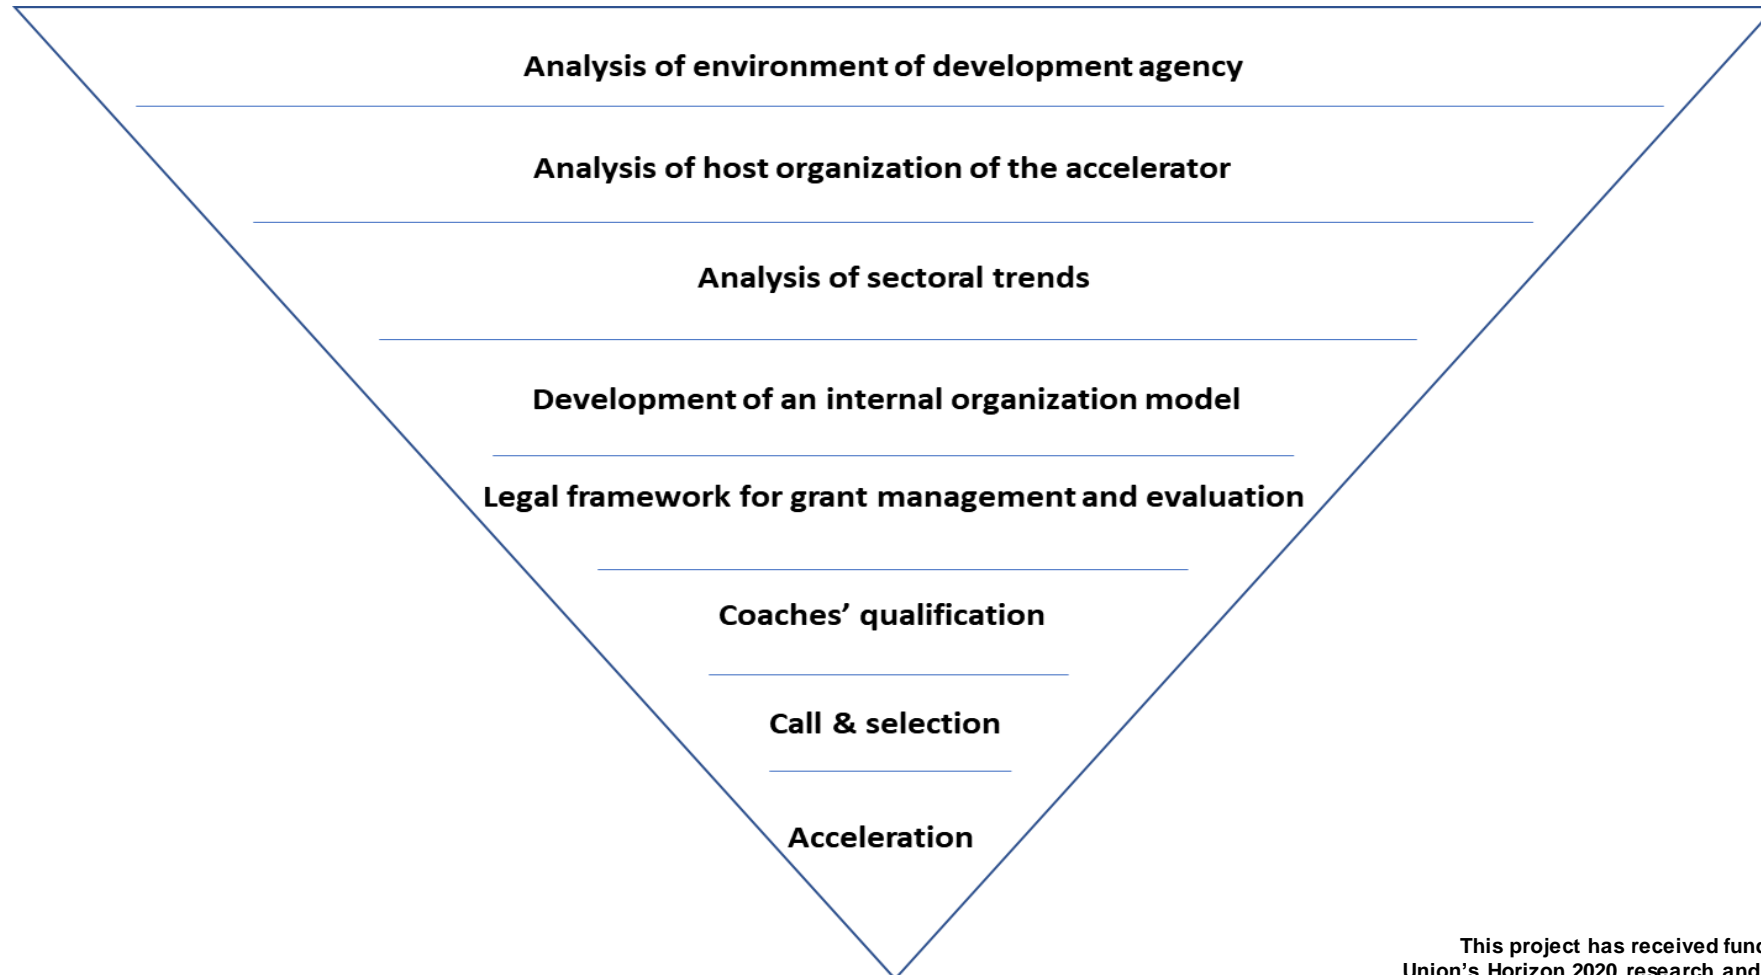 Analysis of environment of development agency
Analysis of host organization of the accelerator
Analysis of sectoral trends
Development of an internal organization model
Legal framework for grant management and evaluation
Coaches’ qualification
Call & selection
Acceleration
This project has received
Union’s Horizon 2020 research and